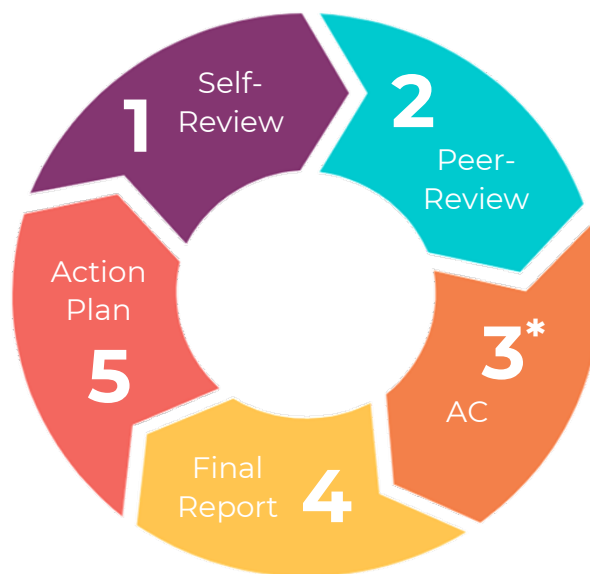 1
Self-
Review
2
Peer-
Review
3*
AC
4
Final
Report
5
Action
Plan